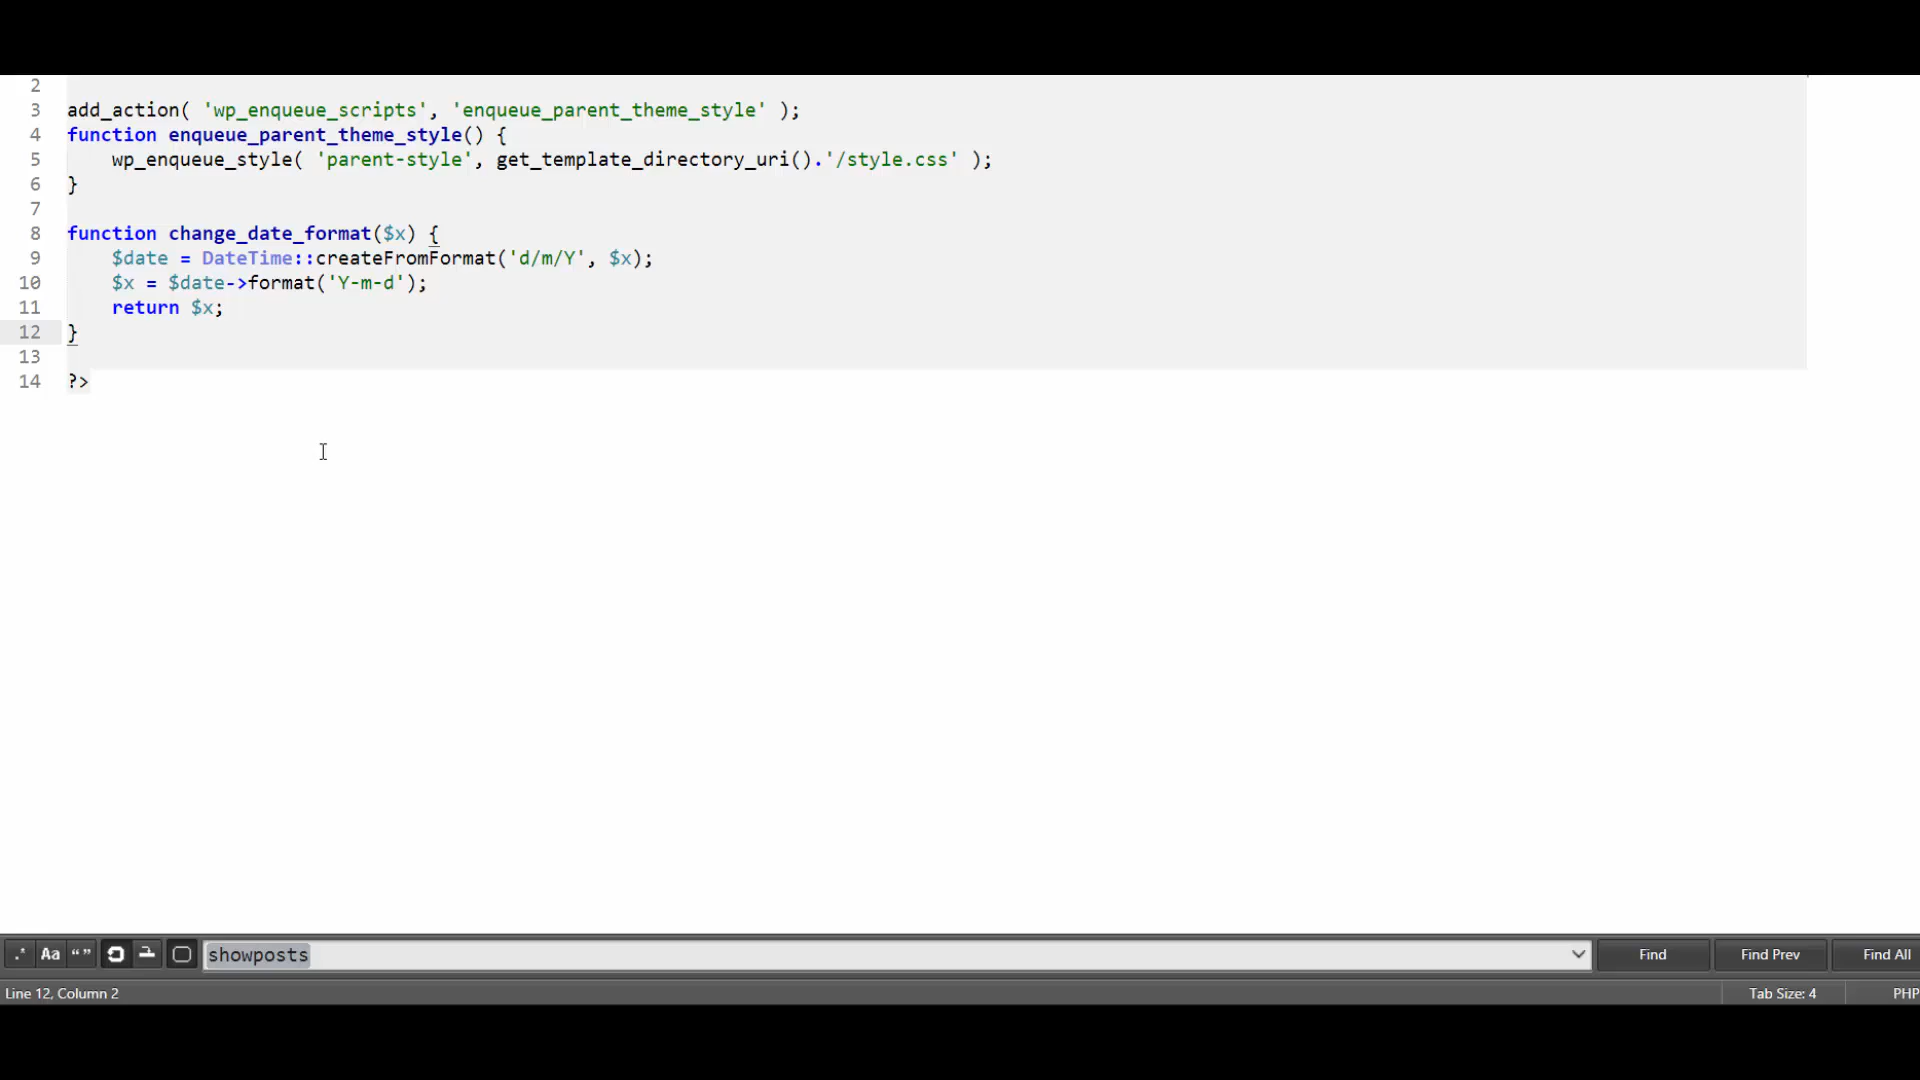 2
3 add_action( 'wp_enqueue_scripts', 'enqueue_parent_theme_style' );
4 function enqueue_parent_theme_style() {
5     wp_enqueue_style( 'parent-style', get_template_directory_uri().'/style.css' );
6 }
7
8 function change_date_format($x) {
9     $date = DateTime::createFromFormat('d/m/Y', $x);
10     $x = $date->format('Y-m-d');
11     return $x;
12 }
13
14 ?>
.* Aa “” showposts Find Find Prev Find All
Line 12, Column 2 Tab Size: 4 PHP